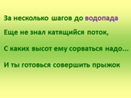 За несколько шагов до водопада
Еще не знал катящийся поток,
С каких высот ему сорваться надо…
И ты готовься совершить прыжок